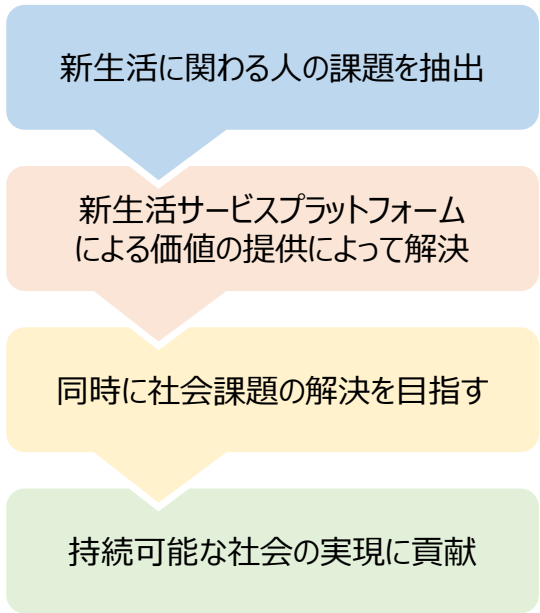 新生活に関わる人の課題を抽出
新生活サービスプラットフォーム
による価値の提供によって解決
同時に社会課題の解決を目指す
持続可能な社会の実現に貢献